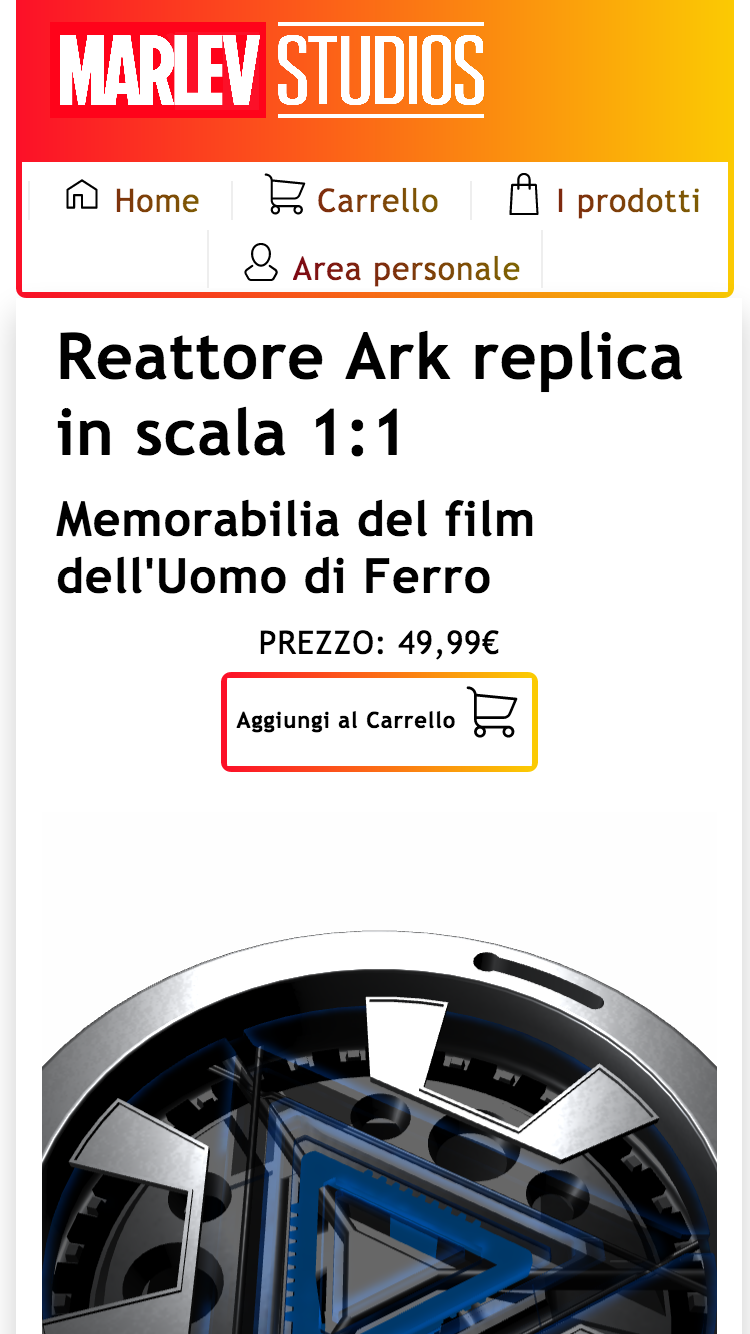 MARLEV STUDIOS
Home
Carrello
I prodotti
Area personale
Reattore Ark replica
in scala 1:1
Memorabilia del film
dell'Uomo di Ferro
PREZZO: 49,99€
Aggiungi al Carrello